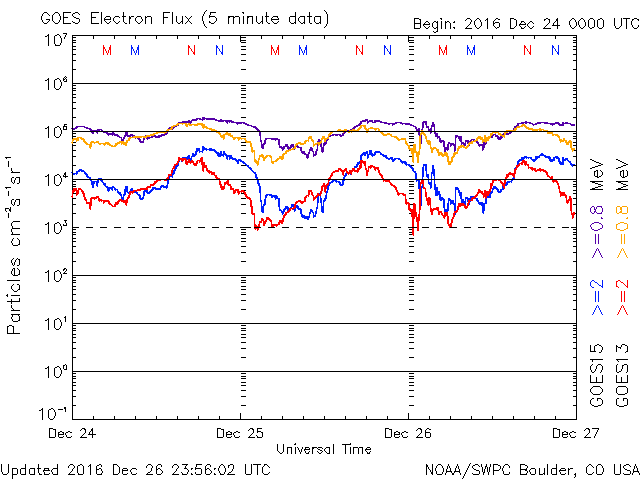 GOES Electron Flux (5 minute data)
Begin: 2016 Dec 24 0000 UTC
M M N N M M N N M M N N
10⁷
10⁶
10⁵
10⁴
10³
10²
10¹
10⁰
10⁻¹
Particles cm⁻²s⁻¹sr⁻¹
GOES15 >=2 >=0.8 MeV
GOES13 >=2 >=0.8 MeV
Dec 24 Dec 25 Dec 26 Dec 27
Universal Time
Updated 2016 Dec 26 23:56:02 UTC
NOAA/SWPC Boulder, CO USA